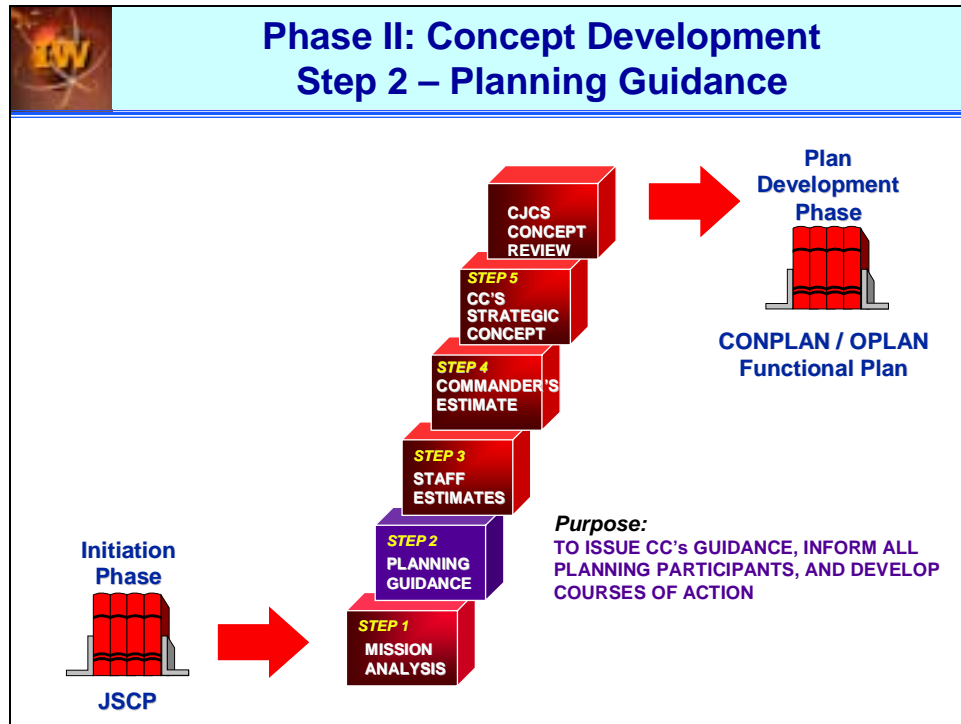 IW
Phase II: Concept Development
Step 2 – Planning Guidance
Plan
Development
Phase
CONPLAN / OPLAN
Functional Plan
CJCS
CONCEPT
REVIEW
STEP 5
CC'S
STRATEGIC
CONCEPT
STEP 4
COMMANDER'S
ESTIMATE
STEP 3
STAFF
ESTIMATES
STEP 2
PLANNING
GUIDANCE
STEP 1
MISSION
ANALYSIS
Purpose:
TO ISSUE CC's GUIDANCE, INFORM ALL
PLANNING PARTICIPANTS, AND DEVELOP
COURSES OF ACTION
Initiation
Phase
JSCP